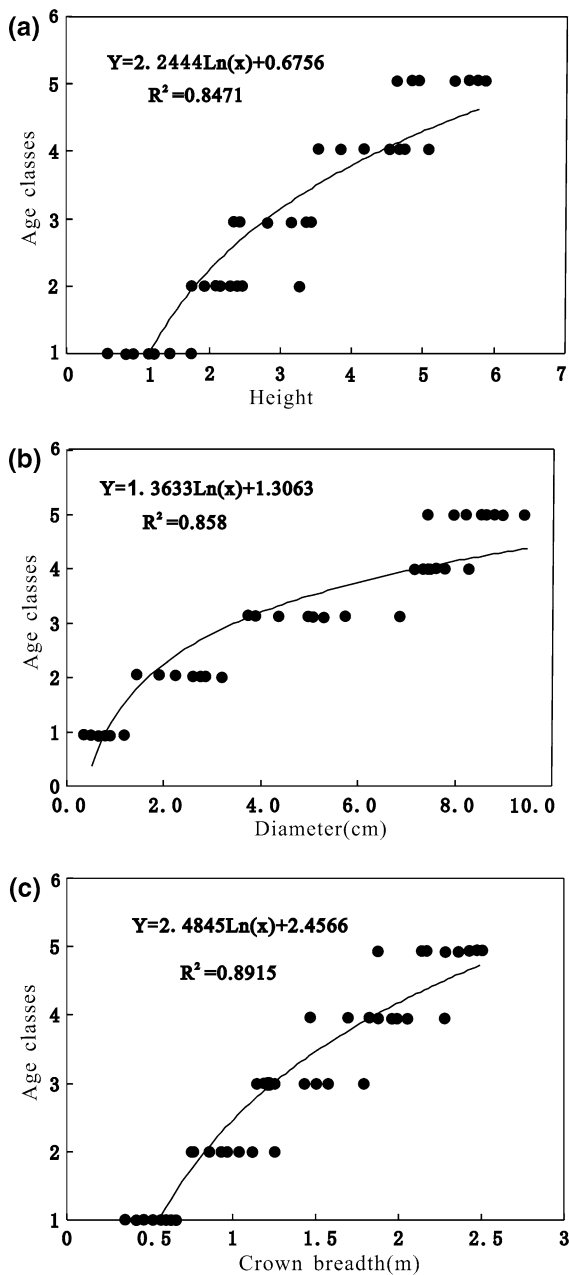 (a)
Y=2.2444Ln(x)+0.6756
R²=0.8471
6
5
4
3
2
1
Age classes
0 1 2 3 4 5 6 7
Height
(b)
Y=1.3633Ln(x)+1.3063
R²=0.858
6
5
4
3
2
1
0
Age classes
0.0 2.0 4.0 6.0 8.0 10.0
Diameter(cm)
(c)
Y=2.4845Ln(x)+2.4566
R²=0.8915
6
5
4
3
2
1
Age classes
0 0.5 1 1.5 2 2.5 3
Crown breadth(m)